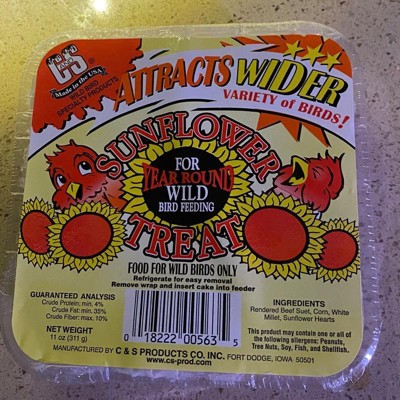 C&S
Made in the USA
WILD BIRD
SPECIALTY PRODUCTS
ATTRACTS WIDER
VARIETY of BIRDS!
SUNFLOWER
FOR
YEAR ROUND
WILD
BIRD FEEDING
TREAT
FOOD FOR WILD BIRDS ONLY
Refrigerate for easy removal
Remove wrap and insert cake into feeder
GUARANTEED ANALYSIS
Crude Protein: min. 4%
Crude Fat: min. 35%
Crude Fiber: max. 10%
NET WEIGHT
11 oz (311 g)
0 18222 00563 5
INGREDIENTS
Rendered Beef Suet, Corn, White
Millet, Sunflower Hearts
This product may contain one or all of
the following allergens: Peanuts,
Tree Nuts, Soy, Fish, and Shellfish.
MANUFACTURED BY C & S PRODUCTS CO. INC. FORT DODGE, IOWA 50501
www.cs-prod.com